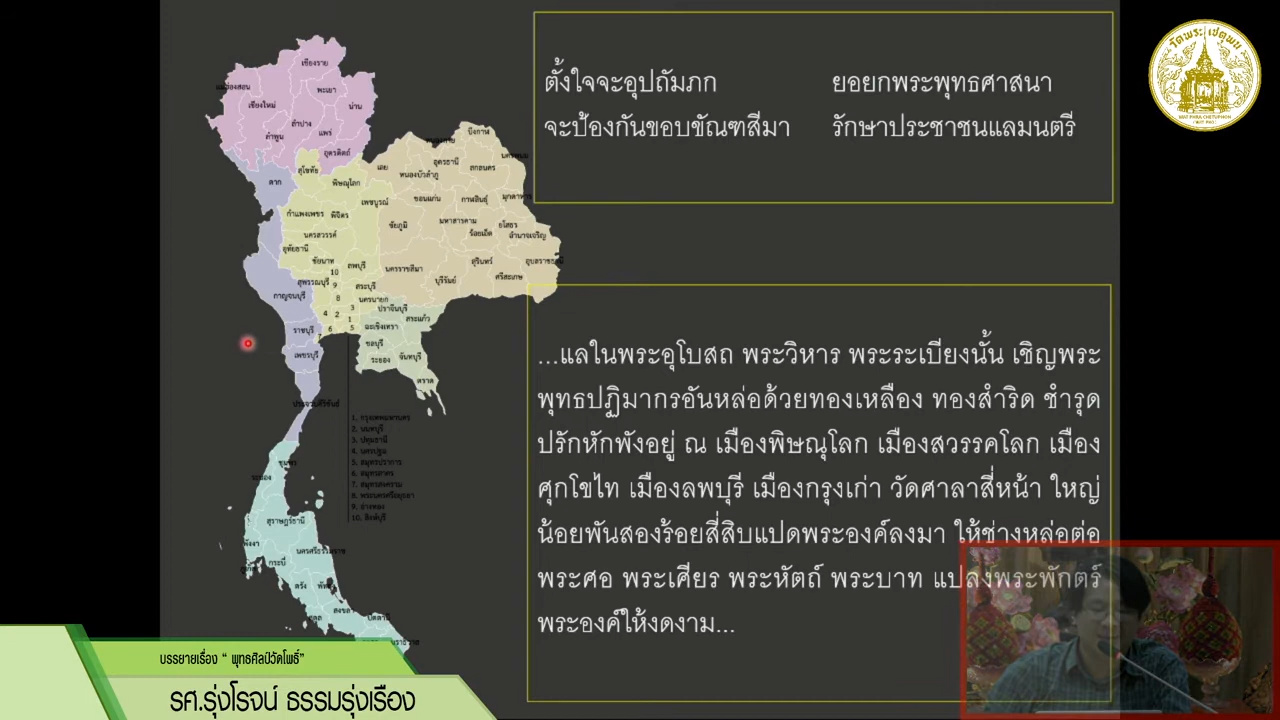 ตั้งใจจะอุปถัมภก ยอยกพระพุทธศาสนา
จะป้องกันขอบขัณฑสีมา รักษาประชาชนแลมนตรี
...แลในพระอุโบสถ พระวิหาร พระระเบียงนั้น เชิญพระ
พุทธปฏิมากรอันหล่อด้วยทองเหลือง ทองสำริด ชำรุด
ปรักหักพังอยู่ ณ เมืองพิษณุโลก เมืองสวรรคโลก เมือง
ศุกโขไท เมืองลพบุรี เมืองกรุงเก่า วัดศาลาสี่หน้า ใหญ่
น้อยพันสองร้อยสี่สิบแปดพระองค์ลงมา ให้ช่างหล่อต่อ
พระศอ พระเศียร พระหัตถ์ พระบาท แปลงพระพักตร์
พระองค์ให้งดงาม...
เชียงราย
แม่ฮ่องสอน
พะเยา
เชียงใหม่
น่าน
ลำปาง
ลำพูน
แพร่
อุตรดิตถ์
ตาก
สุโขทัย
พิษณุโลก
เพชรบูรณ์
กำแพงเพชร
พิจิตร
นครสวรรค์
อุทัยธานี
ชัยนาท
ลพบุรี
สุพรรณบุรี
สระบุรี
กาญจนบุรี
นครนายก
ราชบุรี
เพชรบุรี
ประจวบคีรีขันธ์
บึงกาฬ
เลย
อุดรธานี
หนองบัวลำภู
สกลนคร
ขอนแก่น
กาฬสินธุ์
มุกดาหาร
ชัยภูมิ
มหาสารคาม
ร้อยเอ็ด
ยโสธร
อำนาจเจริญ
นครราชสีมา
บุรีรัมย์
สุรินทร์
ศรีสะเกษ
อุบลราชธานี
ปราจีนบุรี
สระแก้ว
ฉะเชิงเทรา
ชลบุรี
ระยอง
จันทบุรี
ตราด
1. กรุงเทพมหานคร
2. นนทบุรี
3. ปทุมธานี
4. นครปฐม
5. สมุทรปราการ
6. สมุทรสาคร
7. สมุทรสงคราม
8. พระนครศรีอยุธยา
9. อ่างทอง
10. สิงห์บุรี
ชุมพร
ระนอง
สุราษฎร์ธานี
พังงา
กระบี่
นครศรีธรรมราช
ตรัง
สงขลา
ปัตตานี
บรรยายเรื่อง “ พุทธศิลป์วัดโพธิ์”
รศ.รุ่งโรจน์ ธรรมรุ่งเรือง
วัดพระเชตุพน
WAT PHRA CHETUPHON
( WAT PHO )